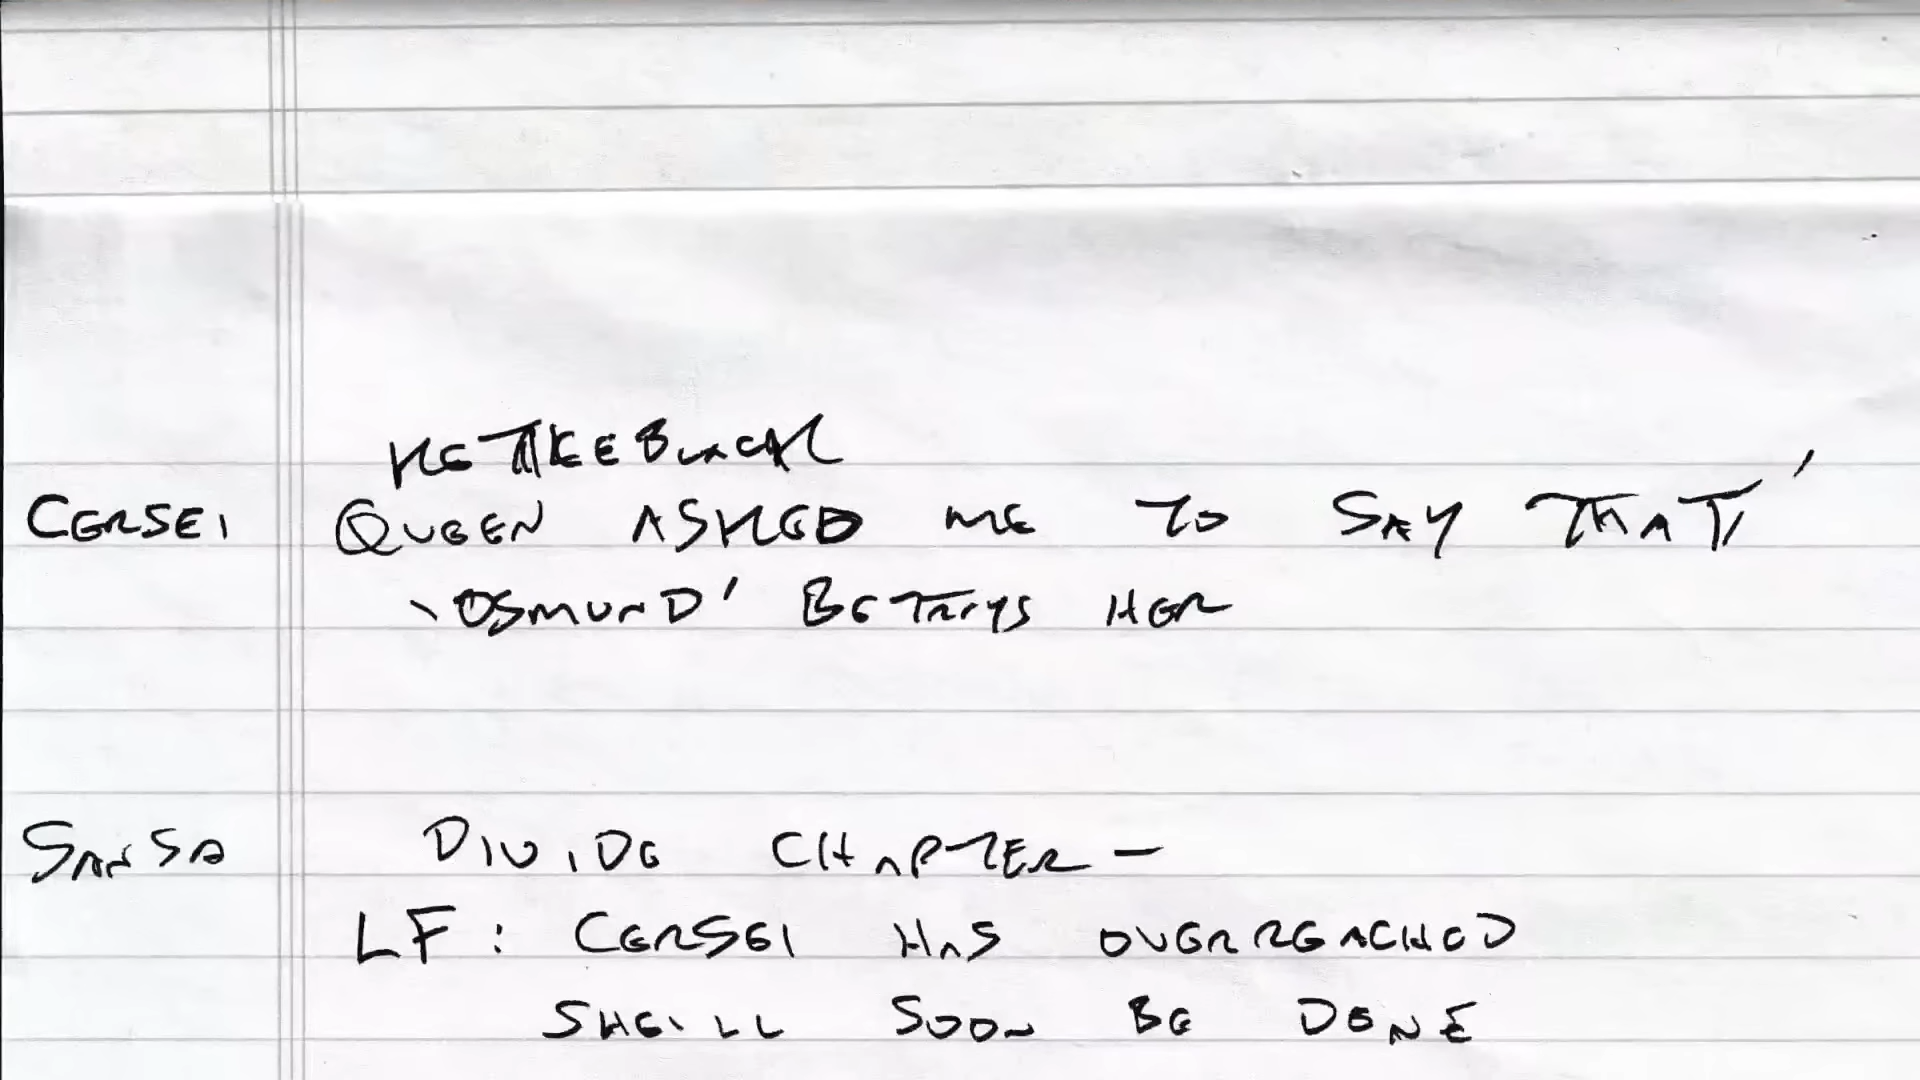 KETTLEBLACK
CERSEI QUEEN ASKED ME TO SAY THAT'
'OSMUND' BETRAYS HER
SANSA DIVIDE CHAPTER –
LF: CERSEI HAS OVERREACHED
SHE'LL SOON BE DONE